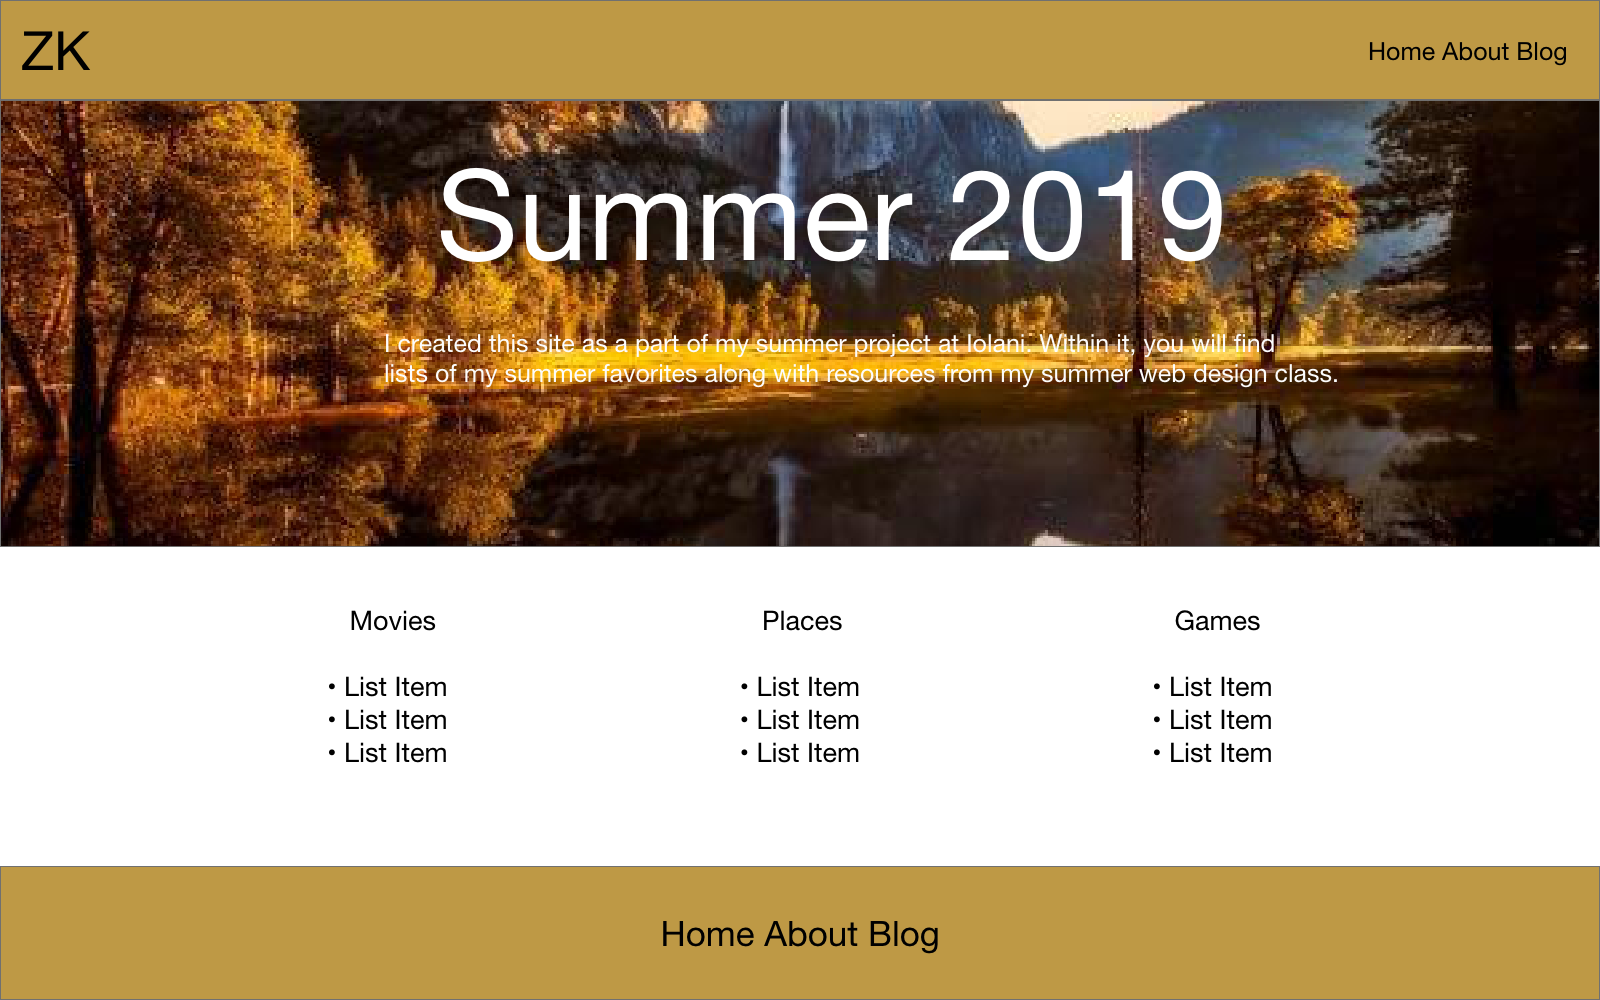 ZK
Home About Blog
Summer 2019
I created this site as a part of my summer project at Iolani. Within it, you will find
lists of my summer favorites along with resources from my summer web design class.
Movies
• List Item
• List Item
• List Item
Places
• List Item
• List Item
• List Item
Games
• List Item
• List Item
• List Item
Home About Blog